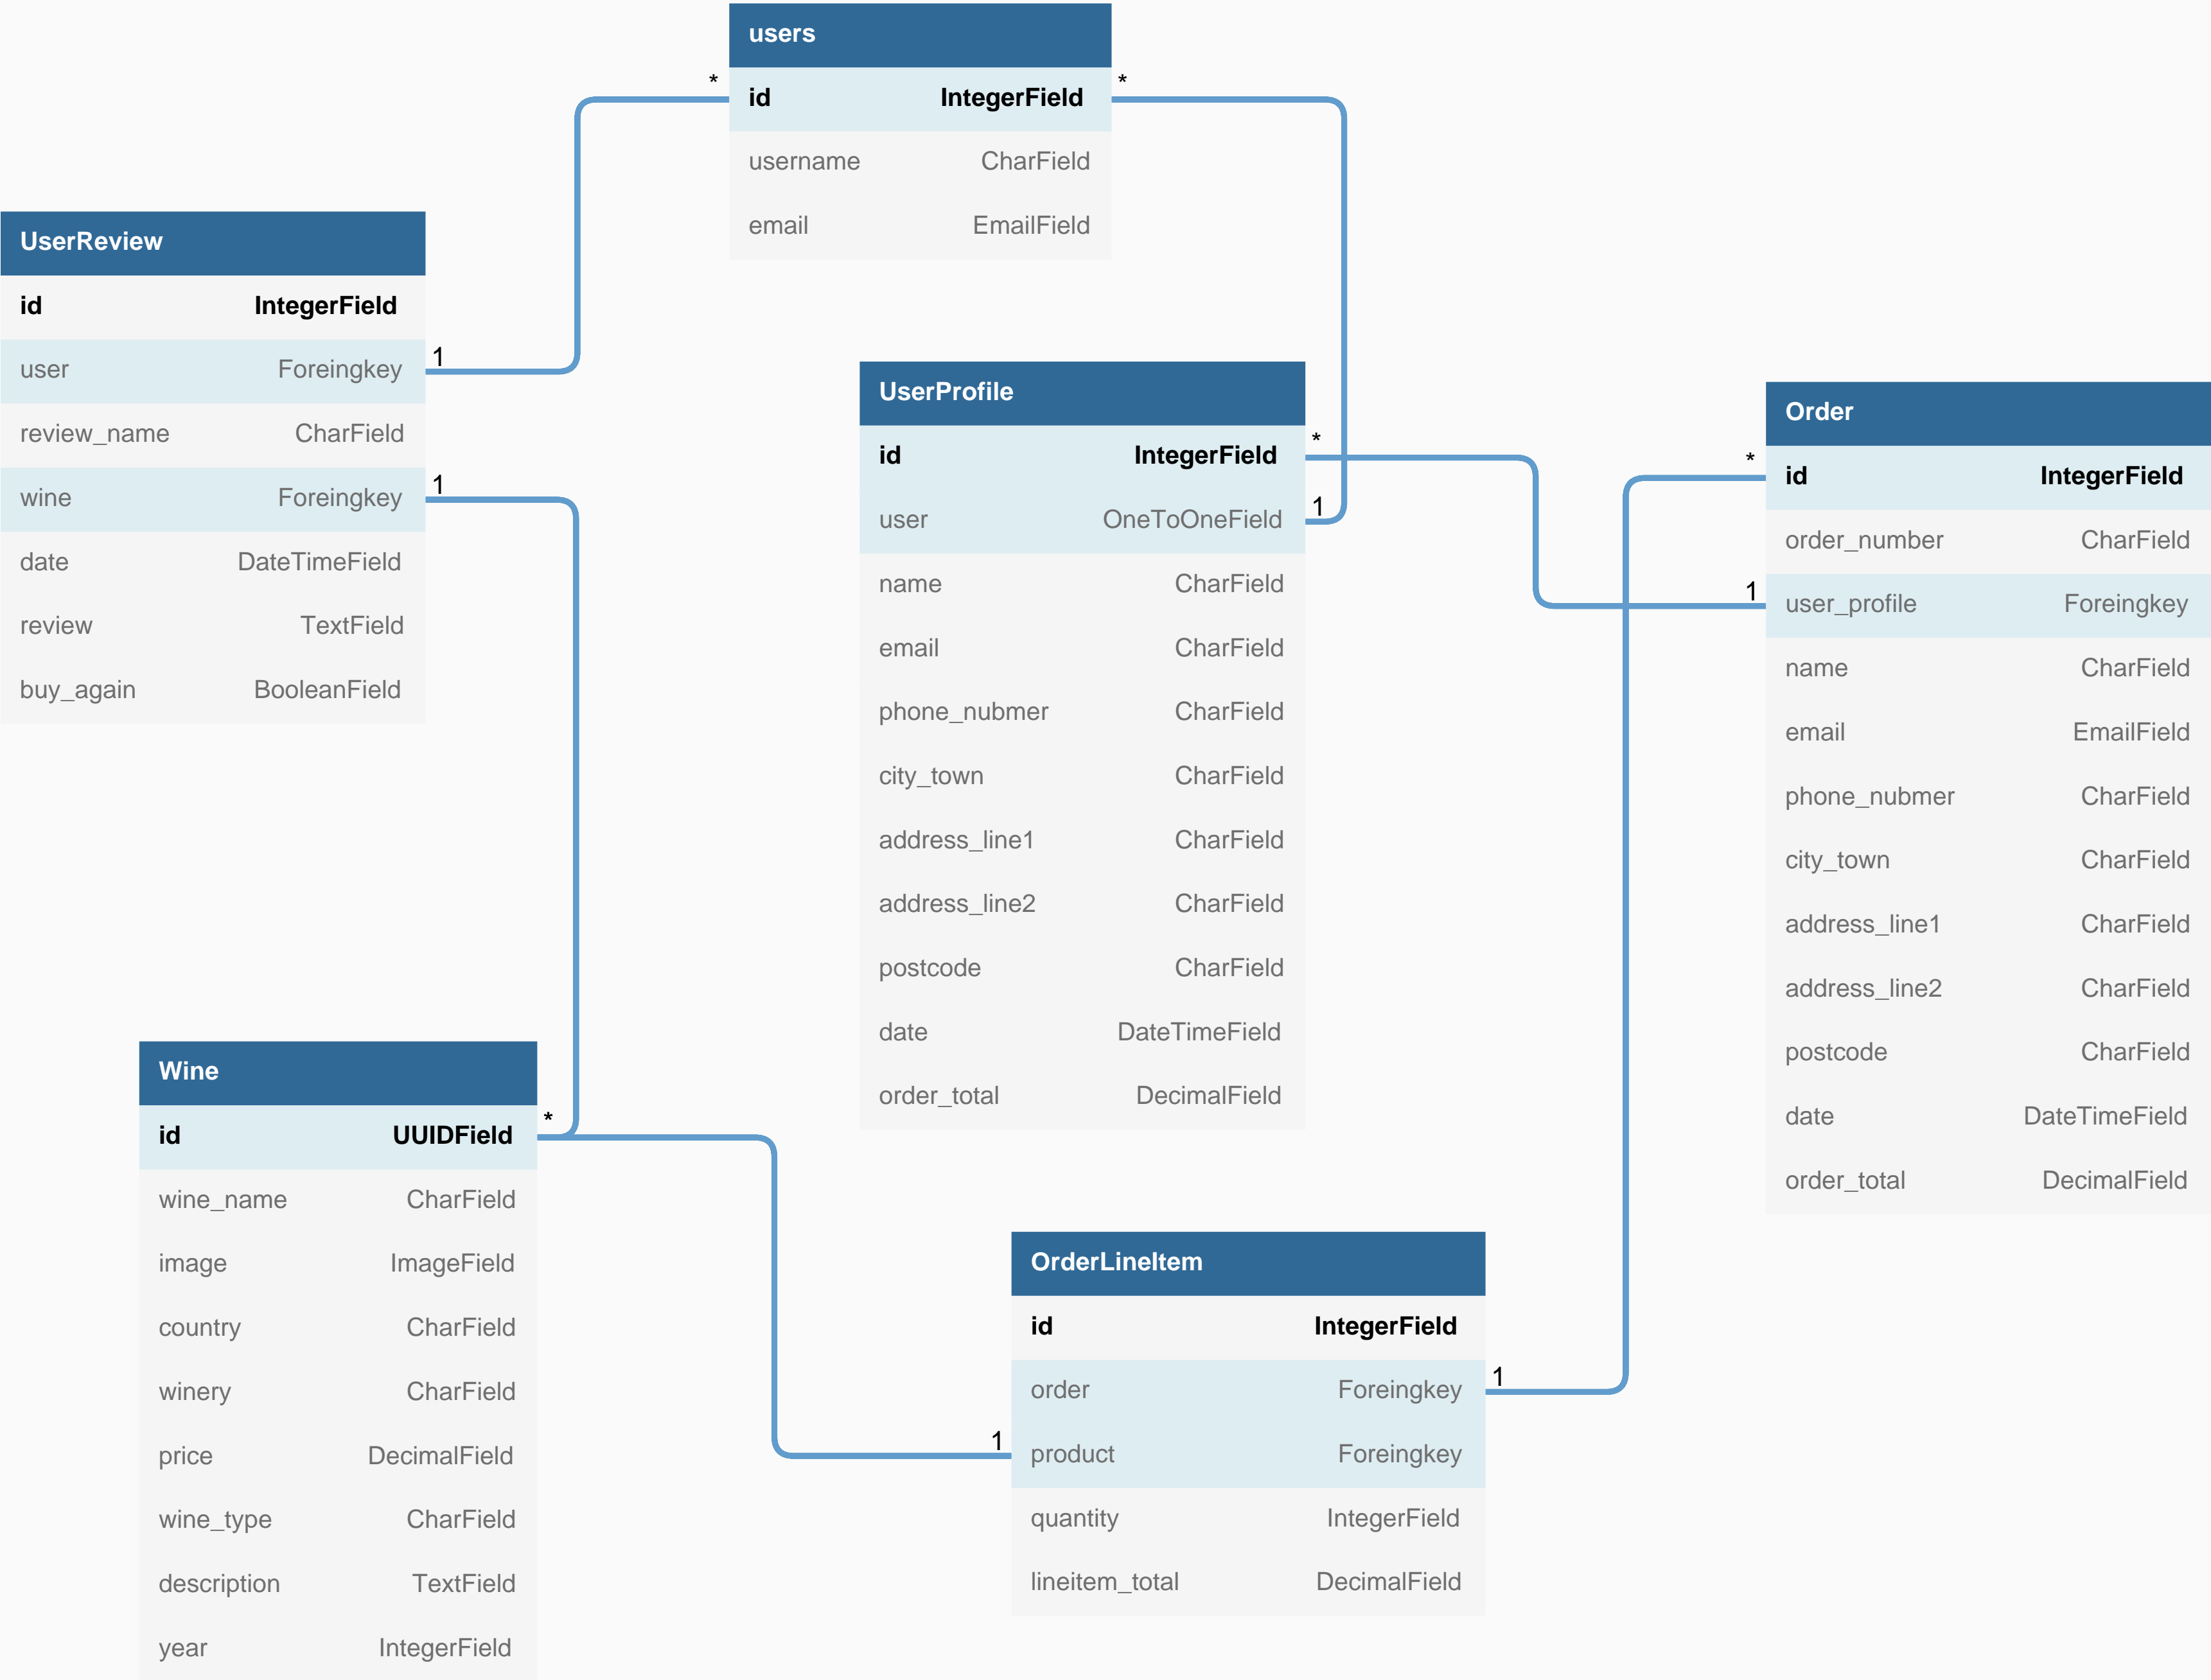 users
* id IntegerField *
username CharField
email EmailField
UserReview
id IntegerField
user Foreingkey 1
review_name CharField
wine Foreingkey 1
date DateTimeField
review TextField
buy_again BooleanField
UserProfile
id IntegerField *
user OneToOneField 1
name CharField
email CharField
phone_nubmer CharField
city_town CharField
address_line1 CharField
address_line2 CharField
postcode CharField
date DateTimeField
order_total DecimalField
Order
* id IntegerField
order_number CharField
1 user_profile Foreingkey
name CharField
email EmailField
phone_nubmer CharField
city_town CharField
address_line1 CharField
address_line2 CharField
postcode CharField
date DateTimeField
order_total DecimalField
Wine
id UUIDField *
wine_name CharField
image ImageField
country CharField
winery CharField
price DecimalField
wine_type CharField
description TextField
year IntegerField
OrderLineItem
id IntegerField
order Foreingkey 1
1 product Foreingkey
quantity IntegerField
lineitem_total DecimalField